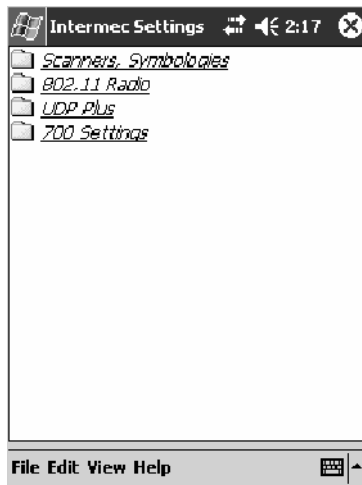 Intermec Settings 2:17
Scanners, Symbologies
802.11 Radio
UDP Plus
700 Settings
File Edit View Help